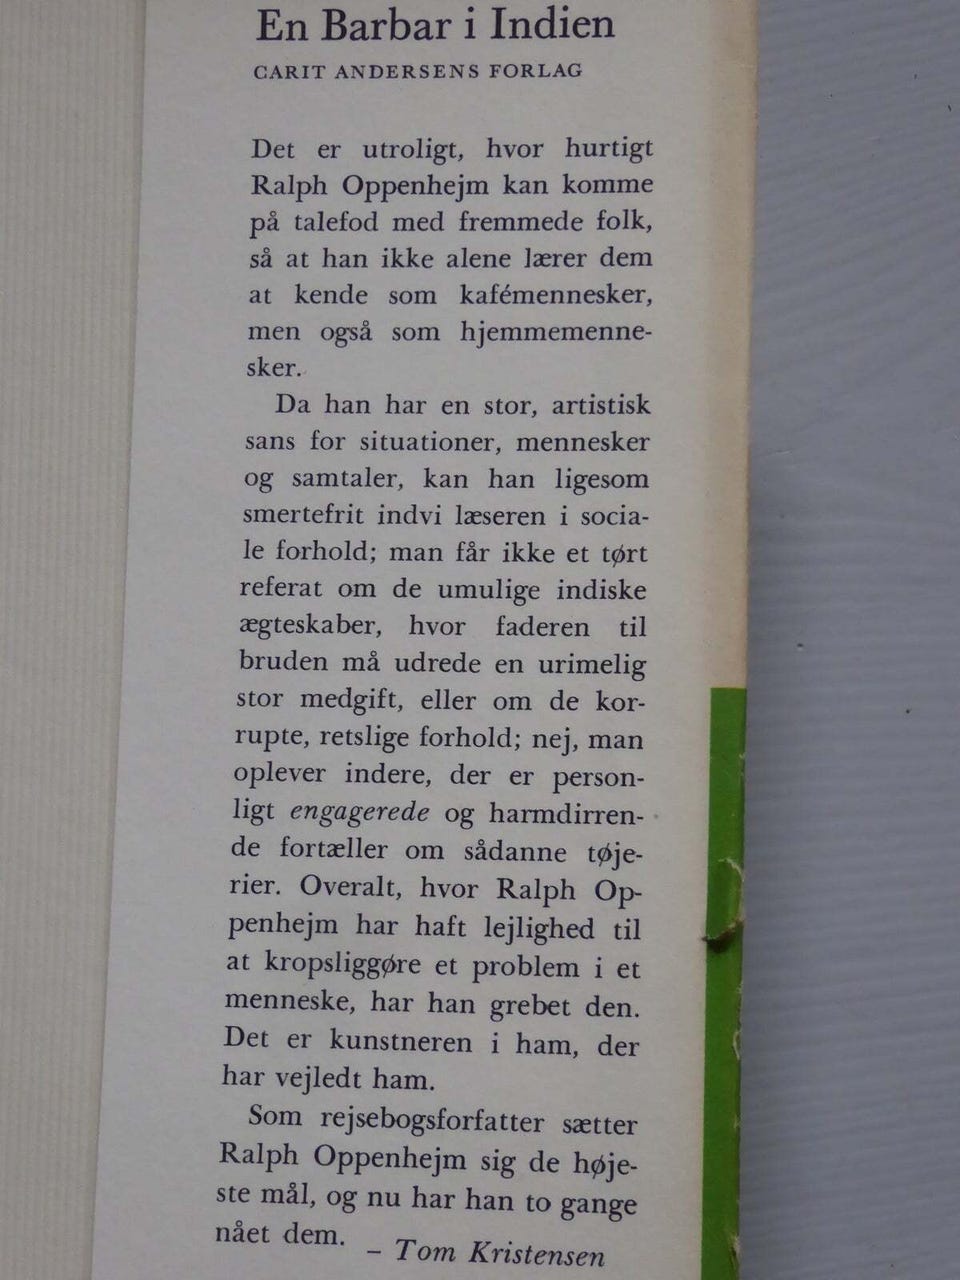 En Barbar i Indien
CARIT ANDERSENS FORLAG
Det er utroligt, hvor hurtigt
Ralph Oppenhejm kan komme
på talefod med fremmede folk,
så at han ikke alene lærer dem
at kende som kafémennesker,
men også som hjemmemenne-
sker.
Da han har en stor, artistisk
sans for situationer, mennesker
og samtaler, kan han ligesom
smertefrit indvi læseren i socia-
le forhold; man får ikke et tørt
referat om de umulige indiske
ægteskaber, hvor faderen til
bruden må udrede en urimelig
stor medgift, eller om de kor-
rupte, retslige forhold; nej, man
oplever indere, der er person-
ligt engagerede og harmdirren-
de fortæller om sådanne tøje-
rier. Overalt, hvor Ralph Op-
penhejm har haft lejlighed til
at kropsliggøre et problem i et
menneske, har han grebet den.
Det er kunstneren i ham, der
har vejledt ham.
Som rejsebogsforfatter sætter
Ralph Oppenhejm sig de høje-
ste mål, og nu har han to gange
nået dem.
– Tom Kristensen